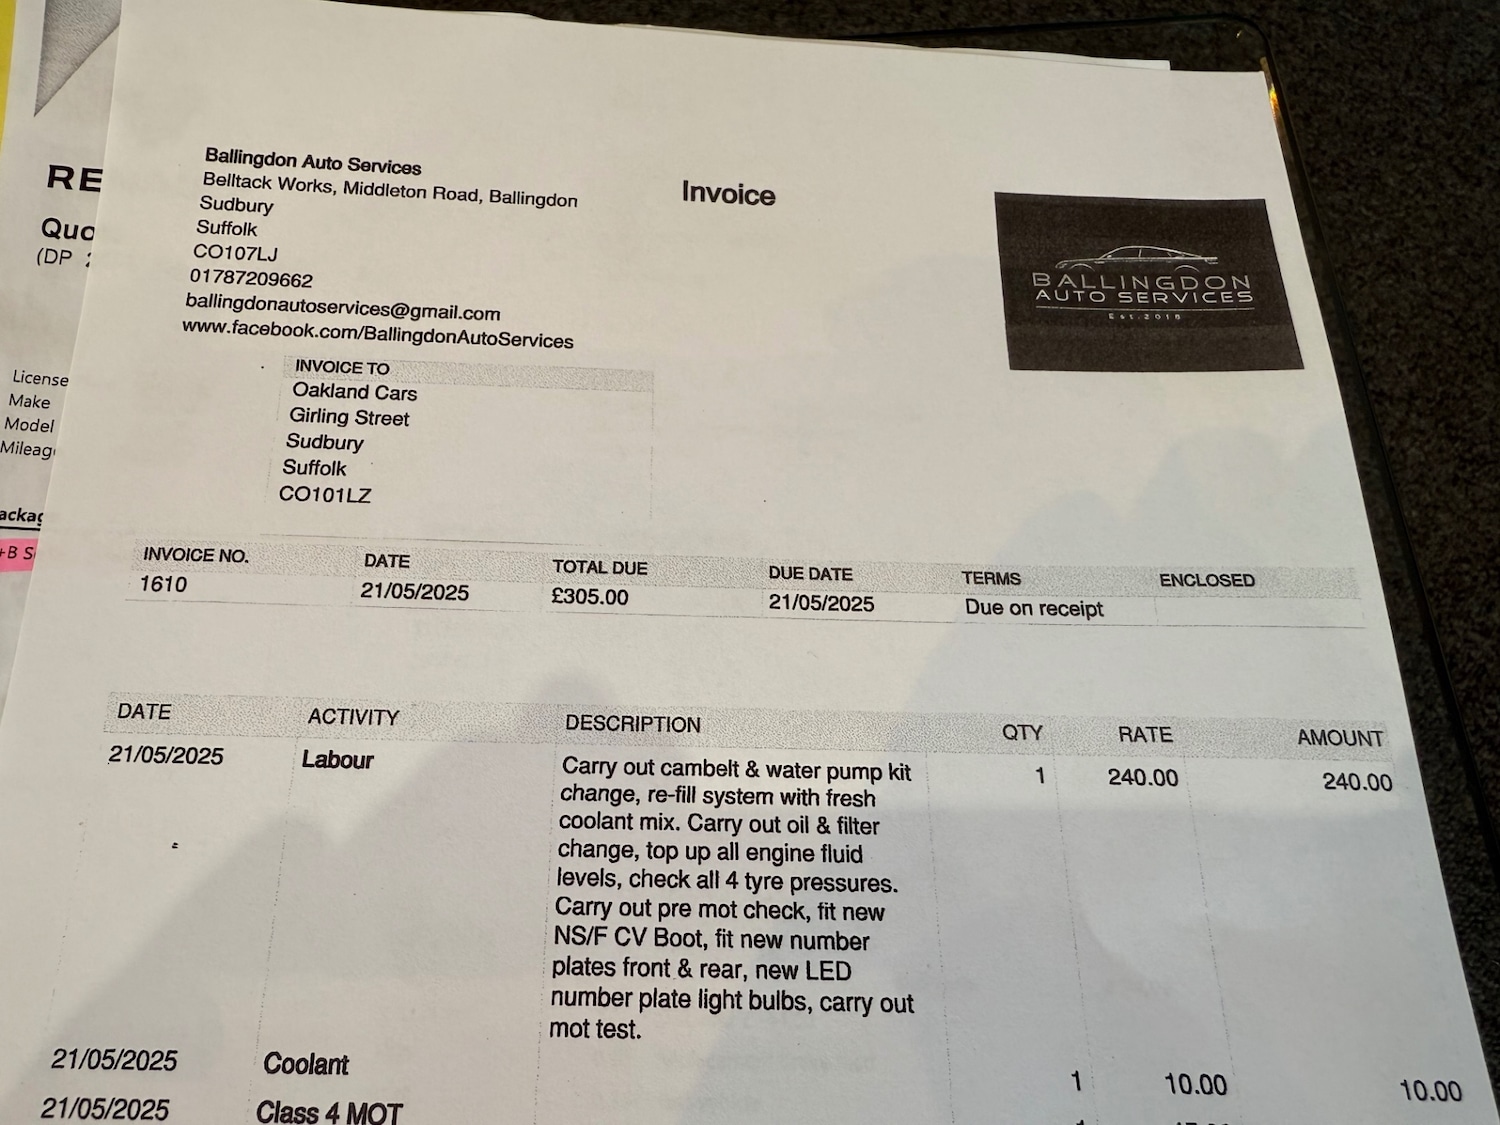 RE
Quo
(DP
License
Make
Model
Mileag
ackag
+B S
Ballingdon Auto Services
Belltack Works, Middleton Road, Ballingdon
Sudbury
Suffolk
CO107LJ
01787209662
ballingdonautoservices@gmail.com
www.facebook.com/BallingdonAutoServices
Invoice
BALLINGDON
AUTO SERVICES
Est.2018
INVOICE TO
Oakland Cars
Girling Street
Sudbury
Suffolk
CO101LZ
INVOICE NO. DATE TOTAL DUE DUE DATE TERMS ENCLOSED
1610 21/05/2025 £305.00 21/05/2025 Due on receipt
DATE ACTIVITY DESCRIPTION QTY RATE AMOUNT
21/05/2025 Labour Carry out cambelt & water pump kit 1 240.00 240.00
change, re-fill system with fresh
coolant mix. Carry out oil & filter
change, top up all engine fluid
levels, check all 4 tyre pressures.
Carry out pre mot check, fit new
NS/F CV Boot, fit new number
plates front & rear, new LED
number plate light bulbs, carry out
mot test.
21/05/2025 Coolant 1 10.00 10.00
21/05/2025 Class 4 MOT